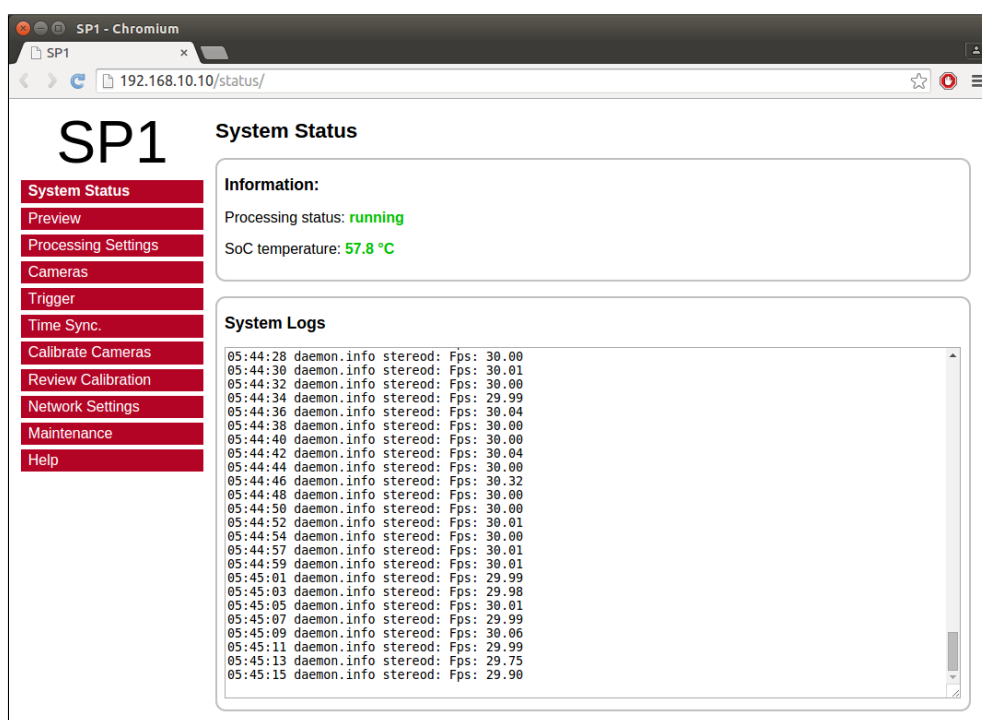 SP1 - Chromium
SP1 ×
192.168.10.10/status/
SP1
System Status
Preview
Processing Settings
Cameras
Trigger
Time Sync.
Calibrate Cameras
Review Calibration
Network Settings
Maintenance
Help
System Status
Information:
Processing status: running
SoC temperature: 57.8 °C
System Logs
05:44:28 daemon.info stereod: Fps: 30.00
05:44:30 daemon.info stereod: Fps: 30.01
05:44:32 daemon.info stereod: Fps: 30.00
05:44:34 daemon.info stereod: Fps: 29.99
05:44:36 daemon.info stereod: Fps: 30.04
05:44:38 daemon.info stereod: Fps: 30.00
05:44:40 daemon.info stereod: Fps: 30.00
05:44:42 daemon.info stereod: Fps: 30.04
05:44:44 daemon.info stereod: Fps: 30.00
05:44:46 daemon.info stereod: Fps: 30.32
05:44:48 daemon.info stereod: Fps: 30.00
05:44:50 daemon.info stereod: Fps: 30.00
05:44:52 daemon.info stereod: Fps: 30.01
05:44:54 daemon.info stereod: Fps: 30.00
05:44:57 daemon.info stereod: Fps: 30.01
05:44:59 daemon.info stereod: Fps: 30.01
05:45:01 daemon.info stereod: Fps: 29.99
05:45:03 daemon.info stereod: Fps: 29.98
05:45:05 daemon.info stereod: Fps: 30.01
05:45:07 daemon.info stereod: Fps: 29.99
05:45:09 daemon.info stereod: Fps: 30.06
05:45:11 daemon.info stereod: Fps: 29.99
05:45:13 daemon.info stereod: Fps: 29.75
05:45:15 daemon.info stereod: Fps: 29.90